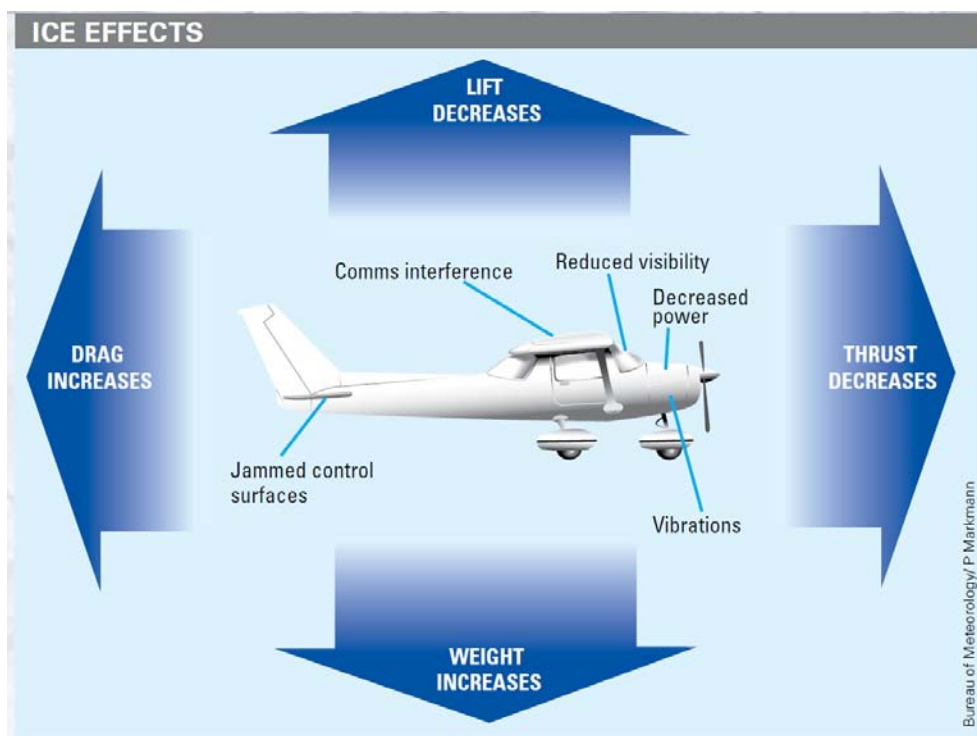 ICE EFFECTS
LIFT
DECREASES
Comms interference
Reduced visibility
Decreased
power
DRAG
INCREASES
THRUST
DECREASES
Jammed control
surfaces
Vibrations
WEIGHT
INCREASES
Bureau of Meteorology/ P Markmann